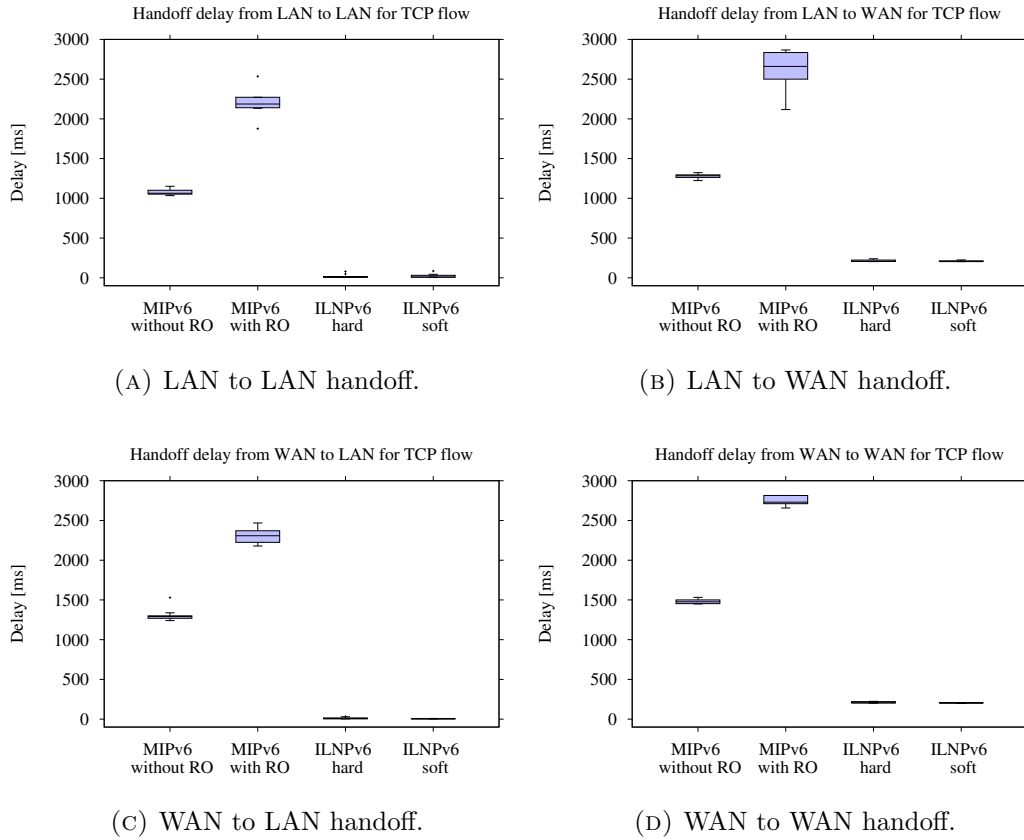 Handoff delay from LAN to LAN for TCP flow
3000
2500
2000
1500
1000
500
0
Delay [ms]
MIPv6
without RO
MIPv6
with RO
ILNPv6
hard
ILNPv6
soft
(A) LAN to LAN handoff.
Handoff delay from LAN to WAN for TCP flow
3000
2500
2000
1500
1000
500
0
Delay [ms]
MIPv6
without RO
MIPv6
with RO
ILNPv6
hard
ILNPv6
soft
(B) LAN to WAN handoff.
Handoff delay from WAN to LAN for TCP flow
3000
2500
2000
1500
1000
500
0
Delay [ms]
MIPv6
without RO
MIPv6
with RO
ILNPv6
hard
ILNPv6
soft
(C) WAN to LAN handoff.
Handoff delay from WAN to WAN for TCP flow
3000
2500
2000
1500
1000
500
0
Delay [ms]
MIPv6
without RO
MIPv6
with RO
ILNPv6
hard
ILNPv6
soft
(D) WAN to WAN handoff.